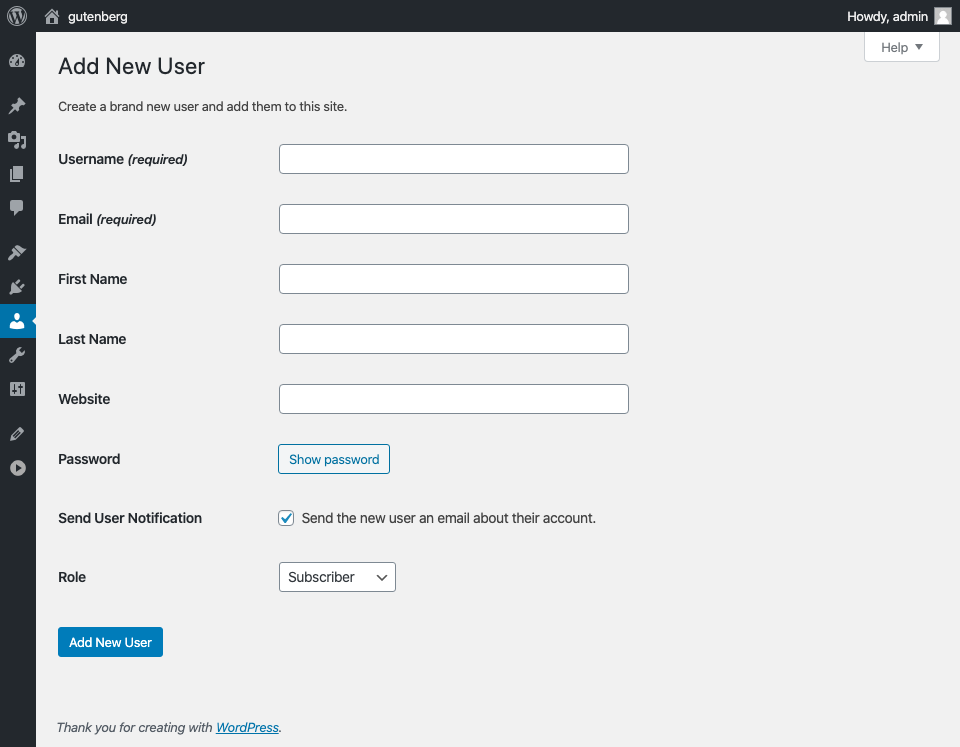 gutenberg
Howdy, admin
Help
Add New User
Create a brand new user and add them to this site.
Username (required)
Email (required)
First Name
Last Name
Website
Password
Show password
Send User Notification
Send the new user an email about their account.
Role
Subscriber
Add New User
Thank you for creating with WordPress.